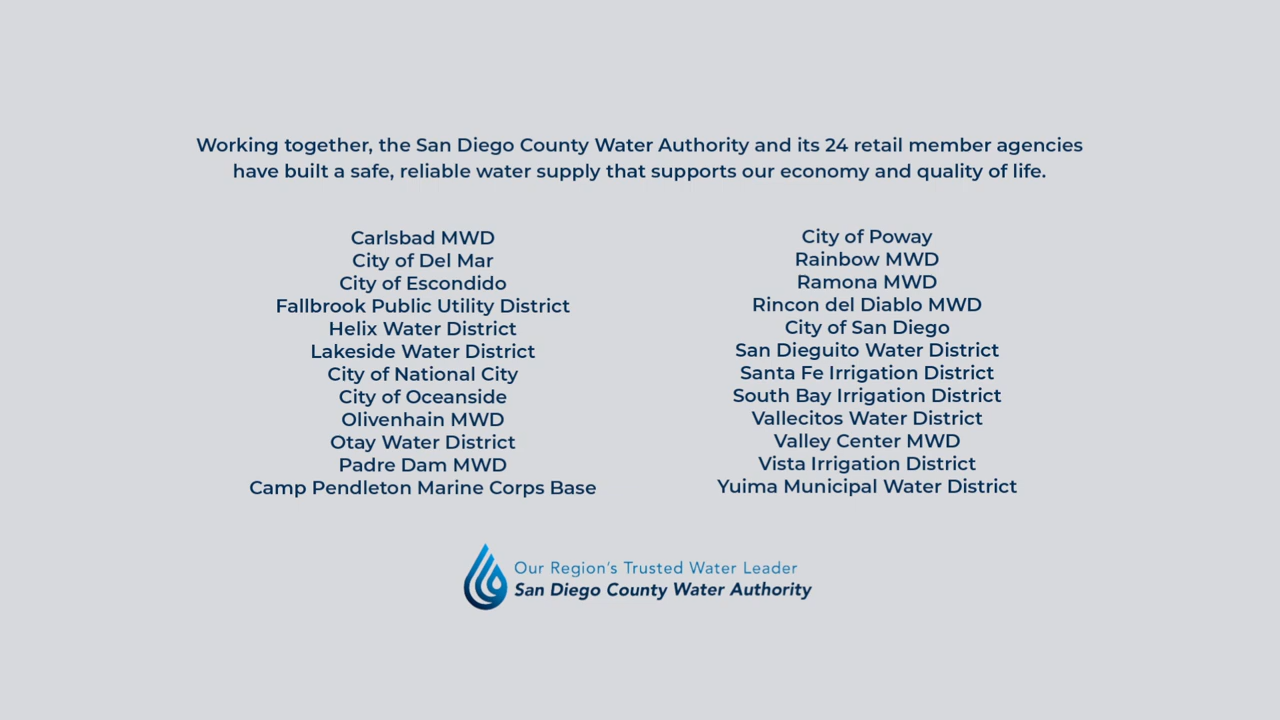 Working together, the San Diego County Water Authority and its 24 retail member agencies
have built a safe, reliable water supply that supports our economy and quality of life.
Carlsbad MWD
City of Del Mar
City of Escondido
Fallbrook Public Utility District
Helix Water District
Lakeside Water District
City of National City
City of Oceanside
Olivenhain MWD
Otay Water District
Padre Dam MWD
Camp Pendleton Marine Corps Base
City of Poway
Rainbow MWD
Ramona MWD
Rincon del Diablo MWD
City of San Diego
San Dieguito Water District
Santa Fe Irrigation District
South Bay Irrigation District
Vallecitos Water District
Valley Center MWD
Vista Irrigation District
Yuima Municipal Water District
Our Region's Trusted Water Leader
San Diego County Water Authority